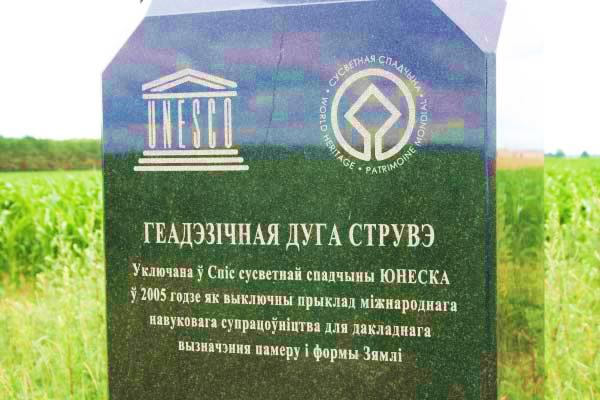 UNESCO
СУСВЕТНАЯ СПАДЧЫНА • WORLD HERITAGE • PATRIMOINE MONDIAL •
ГЕАДЭЗІЧНАЯ ДУГА СТРУВЭ
Уключана ў Спіс сусветнай спадчыны ЮНЕСКА
ў 2005 годзе як выключны прыклад міжнароднага
навуковага супрацоўніцтва для дакладнага
вызначэння памеру і формы Зямлі